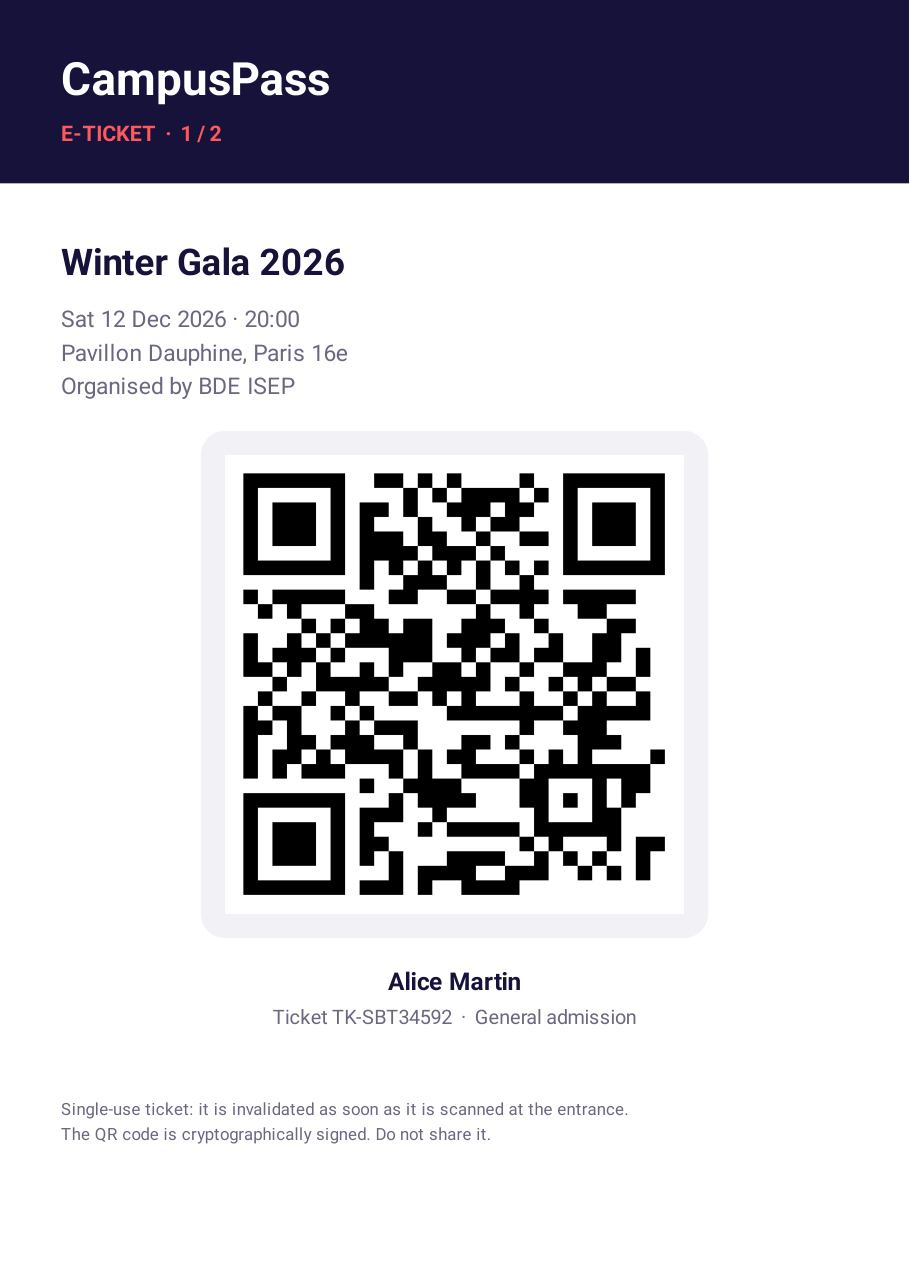 CampusPass
E-TICKET · 1 / 2
Winter Gala 2026
Sat 12 Dec 2026 · 20:00
Pavillon Dauphine, Paris 16e
Organised by BDE ISEP
Alice Martin
Ticket TK-SBT34592 · General admission
Single-use ticket: it is invalidated as soon as it is scanned at the entrance.
The QR code is cryptographically signed. Do not share it.